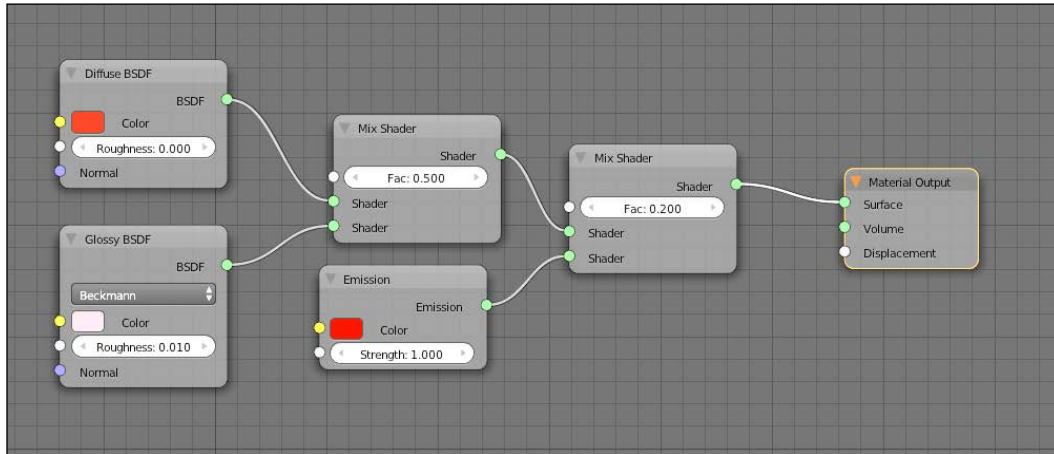 Diffuse BSDF
BSDF
Color
Roughness: 0.000
Normal
Glossy BSDF
BSDF
Beckmann
Color
Roughness: 0.010
Normal
Mix Shader
Shader
Fac: 0.500
Shader
Shader
Emission
Emission
Color
Strength: 1.000
Mix Shader
Shader
Fac: 0.200
Shader
Shader
Material Output
Surface
Volume
Displacement